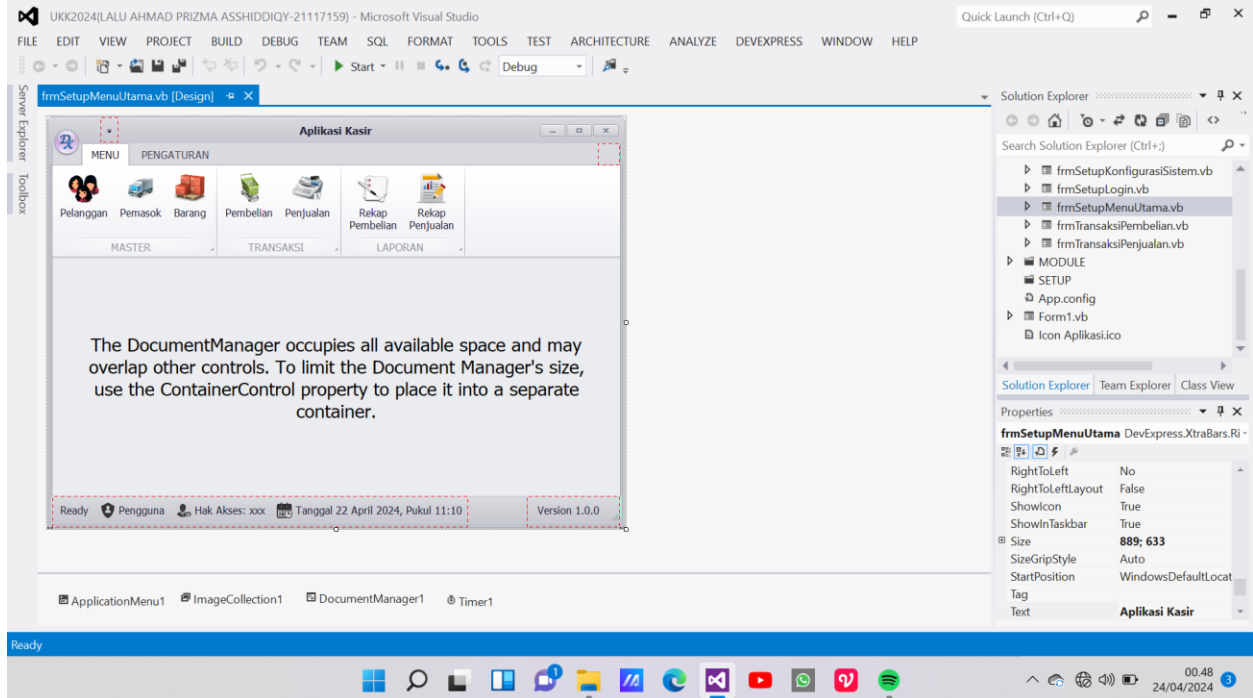 UKK2024(LALU AHMAD PRIZMA ASSHIDDIQY-21117159) - Microsoft Visual Studio
Quick Launch (Ctrl+Q)
FILE EDIT VIEW PROJECT BUILD DEBUG TEAM SQL FORMAT TOOLS TEST ARCHITECTURE ANALYZE DEVEXPRESS WINDOW HELP
Start Debug
Server Explorer
Toolbox
frmSetupMenuUtama.vb [Design]
Aplikasi Kasir
MENU PENGATURAN
Pelanggan Pemasok Barang Pembelian Penjualan Rekap Pembelian Rekap Penjualan
MASTER TRANSAKSI LAPORAN
The DocumentManager occupies all available space and may
overlap other controls. To limit the Document Manager's size,
use the ContainerControl property to place it into a separate
container.
Ready Pengguna Hak Akses: xxx Tanggal 22 April 2024, Pukul 11:10 Version 1.0.0
ApplicationMenu1 ImageCollection1 DocumentManager1 Timer1
Solution Explorer
Search Solution Explorer (Ctrl+;)
frmSetupKonfigurasiSistem.vb
frmSetupLogin.vb
frmSetupMenuUtama.vb
frmTransaksiPembelian.vb
frmTransaksiPenjualan.vb
MODULE
SETUP
App.config
Form1.vb
Icon Aplikasi.ico
Solution Explorer Team Explorer Class View
Properties
frmSetupMenuUtama DevExpress.XtraBars.Ri
RightToLeft No
RightToLeftLayout False
ShowIcon True
ShowInTaskbar True
Size 889; 633
SizeGripStyle Auto
StartPosition WindowsDefaultLocat
Tag
Text Aplikasi Kasir
Ready
1
00.48
24/04/2024
3